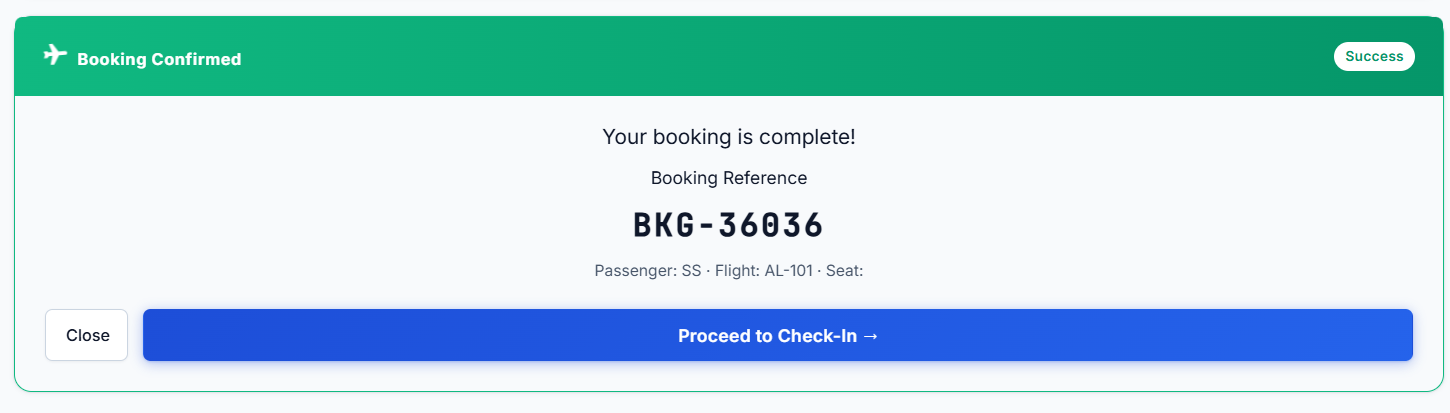 Booking Confirmed
Success
Your booking is complete!
Booking Reference
BKG-36036
Passenger: SS · Flight: AL-101 · Seat:
Close
Proceed to Check-In →